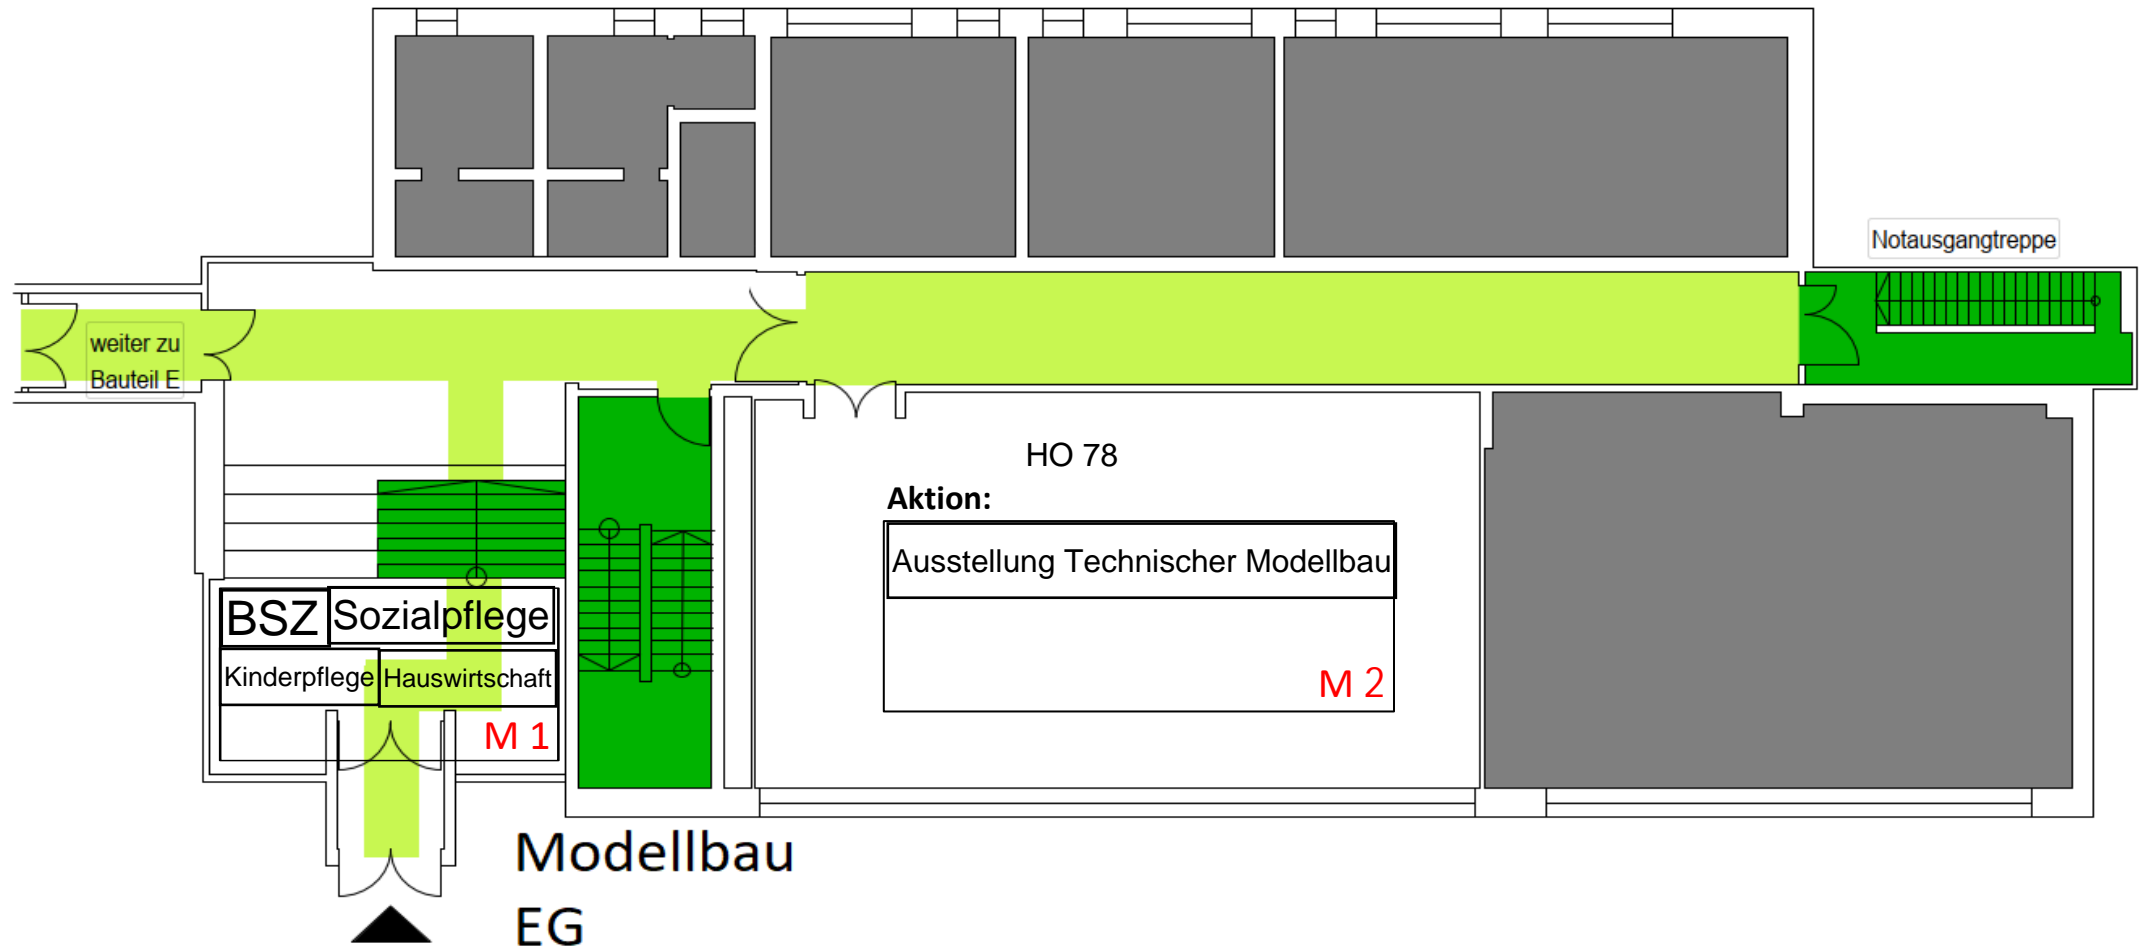 Notausgangtreppe
weiter zu
Bauteil E
HO 78
Aktion:
Ausstellung Technischer Modellbau
M 2
BSZ Sozialpflege
Kinderpflege Hauswirtschaft
M 1
Modellbau
EG